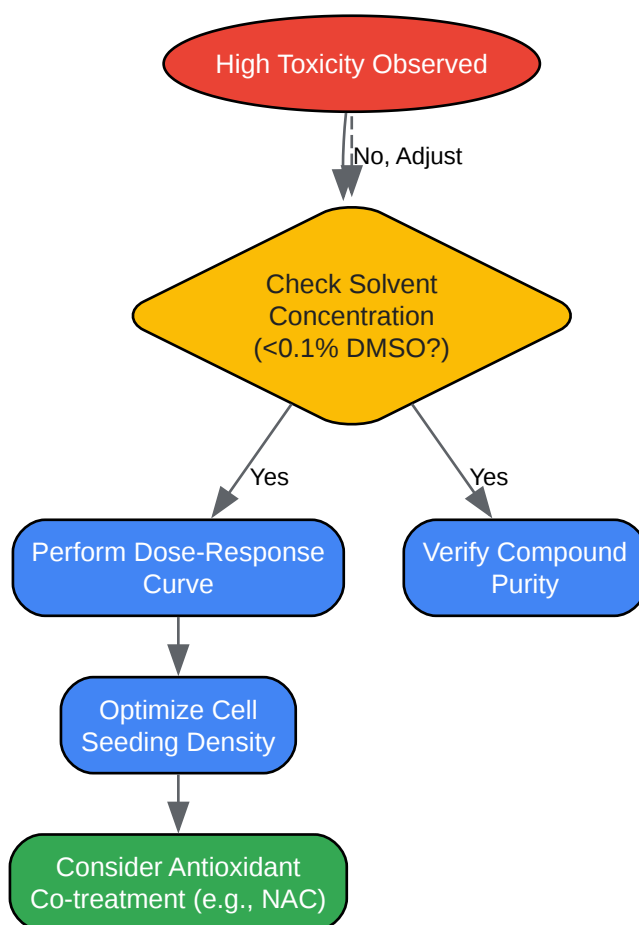 High Toxicity Observed
No, Adjust
Check Solvent
Concentration
(<0.1% DMSO?)
Yes
Yes
Perform Dose-Response
Curve
Verify Compound
Purity
Optimize Cell
Seeding Density
Consider Antioxidant
Co-treatment (e.g., NAC)